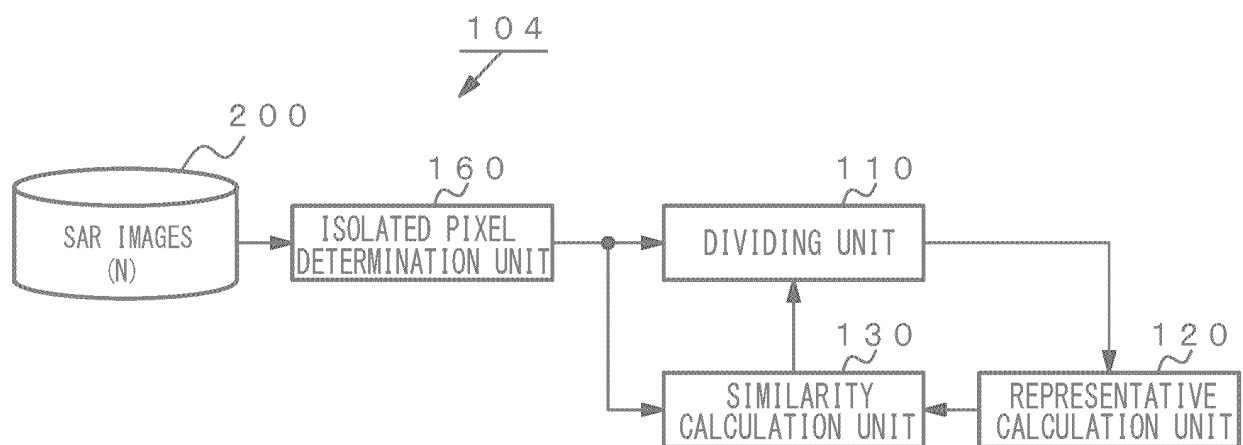 104
200
SAR IMAGES
(N)
160
ISOLATED PIXEL
DETERMINATION UNIT
110
DIVIDING UNIT
130
SIMILARITY
CALCULATION UNIT
120
REPRESENTATIVE
CALCULATION UNIT